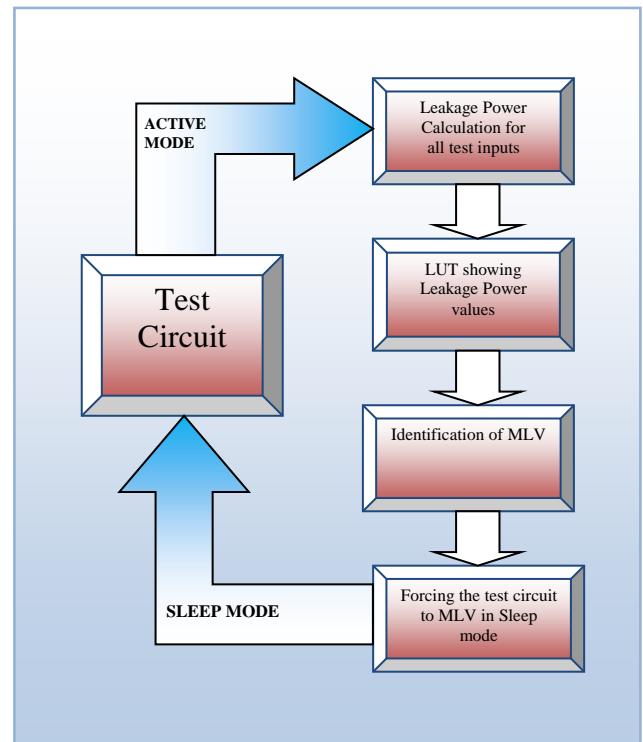 ACTIVE
MODE
Leakage Power
Calculation for
all test inputs
LUT showing
Leakage Power
values
Test
Circuit
Identification of MLV
Forcing the test circuit
to MLV in Sleep
mode
SLEEP MODE